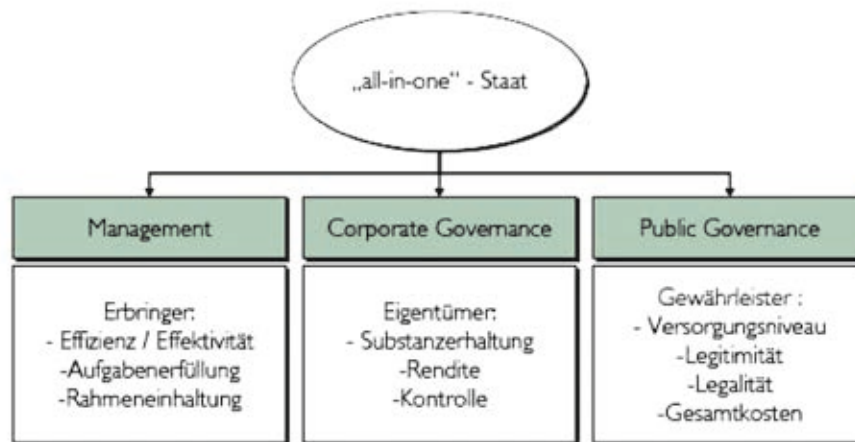 „all-in-one“ - Staat
Management
Erbringer:
- Effizienz / Effektivität
-Aufgabenerfüllung
-Rahmeneinhaltung
Corporate Governance
Eigentümer:
- Substanzerhaltung
-Rendite
-Kontrolle
Public Governance
Gewährleister :
- Versorgungsniveau
-Legitimität
-Legalität
-Gesamtkosten